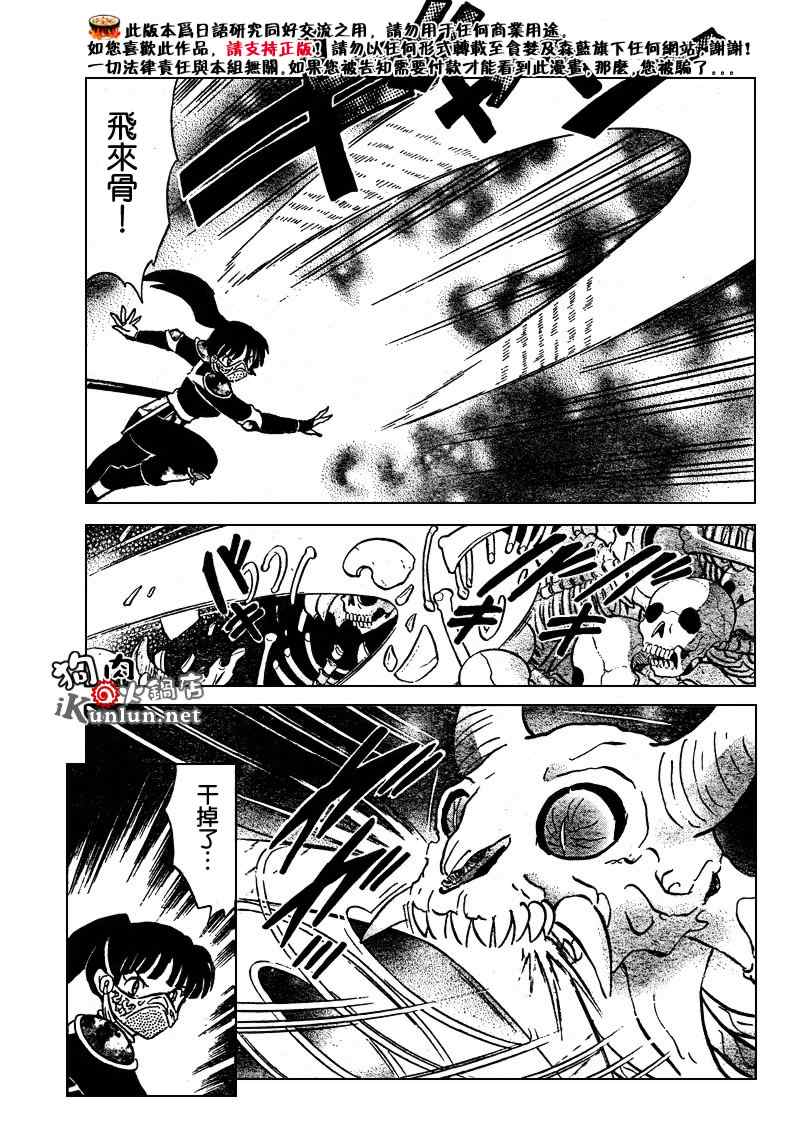 此版本爲日語研究同好交流之用，請勿用于任何商業用途。
如您喜歡此作品，請支持正版！請勿以任何形式轉載至貪婪及森藍旗下任何網站，謝謝！
一切法律責任與本組無關。如果您被告知需要付款才能看到此漫畫，那麼，您被騙了...
飛來骨！
狗肉火鍋店
iKunlun.net
干掉了…